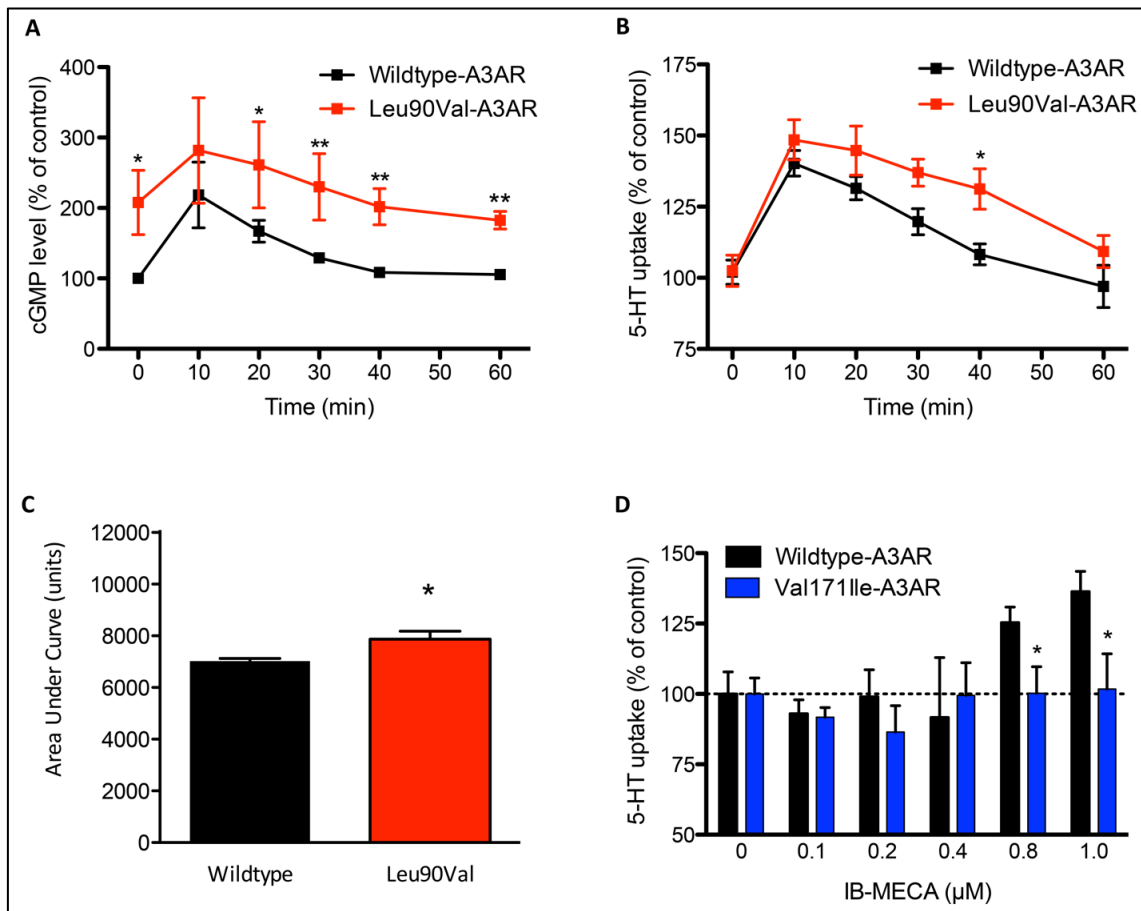 A
cGMP level (% of control)
400
300
200
100
0
Wildtype-A3AR
Leu90Val-A3AR
*
*
**
**
**
0 10 20 30 40 50 60
Time (min)
B
5-HT uptake (% of control)
175
150
125
100
75
Wildtype-A3AR
Leu90Val-A3AR
*
0 10 20 30 40 50 60
Time (min)
C
Area Under Curve (units)
12000
10000
8000
6000
4000
2000
0
*
Wildtype Leu90Val
D
5-HT uptake (% of control)
150
125
100
75
50
Wildtype-A3AR
Val171Ile-A3AR
*
*
0 0.1 0.2 0.4 0.8 1.0
IB-MECA (µM)